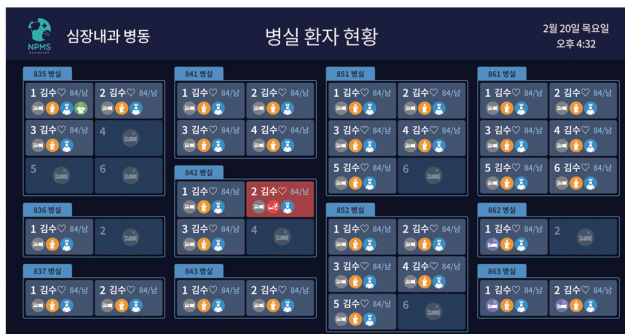 NPMS
심장내과 병동
병실 환자 현황
2월 20일 목요일
오후 4:32
835 병실
1 김수♡ 84/남
2 김수♡ 84/남
3 김수♡ 84/남
4
5
6
836 병실
1 김수♡ 84/남
2
837 병실
1 김수♡ 84/남
2 김수♡ 84/남
841 병실
1 김수♡ 84/남
2 김수♡ 84/남
3 김수♡ 84/남
4 김수♡ 84/남
842 병실
1 김수♡ 84/남
2 김수♡ 84/남
3 김수♡ 84/남
4
843 병실
1 김수♡ 84/남
2 김수♡ 84/남
851 병실
1 김수♡ 84/남
2 김수♡ 84/남
3 김수♡ 84/남
4 김수♡ 84/남
5 김수♡ 84/남
6
852 병실
1 김수♡ 84/남
2 김수♡ 84/남
3 김수♡ 84/남
4 김수♡ 84/남
5 김수♡ 84/남
6
861 병실
1 김수♡ 84/남
2 김수♡ 84/남
3 김수♡ 84/남
4 김수♡ 84/남
5 김수♡ 84/남
6 김수♡ 84/남
862 병실
1 김수♡ 84/남
2
863 병실
1 김수♡ 84/남
2 김수♡ 84/남